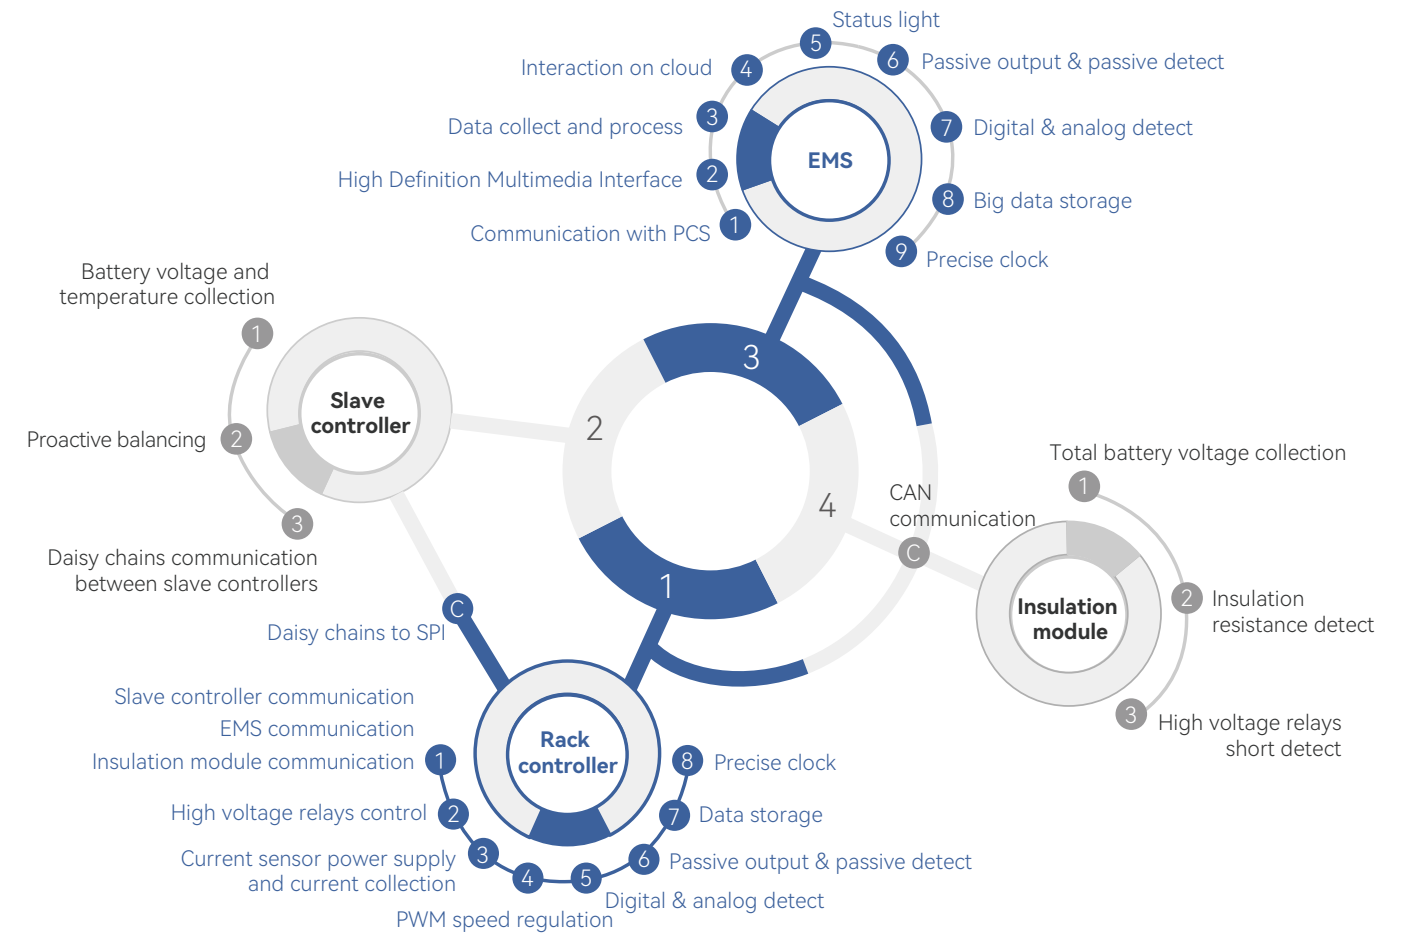 Status light
5
6
Passive output & passive detect
Interaction on cloud
4
3
Data collect and process
7
Digital & analog detect
EMS
High Definition Multimedia Interface
2
8
Big data storage
Communication with PCS
1
9
Precise clock
Battery voltage and
temperature collection
1
Slave
controller
Proactive balancing
2
3
Daisy chains communication
between slave controllers
3
2
4
1
CAN
communication
C
Total battery voltage collection
1
Insulation
module
2
Insulation
resistance detect
3
High voltage relays
short detect
C
Daisy chains to SPI
Slave controller communication
EMS communication
Insulation module communication
1
Rack
controller
8
Precise clock
High voltage relays control
2
7
Data storage
Current sensor power supply
and current collection
3
6
Passive output & passive detect
4
5
Digital & analog detect
PWM speed regulation